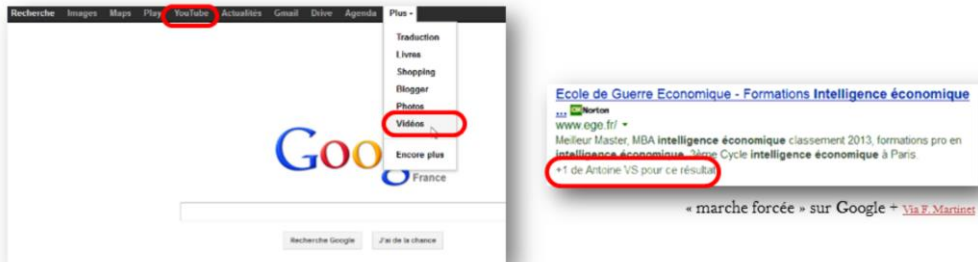 Recherche Images Maps Play YouTube Actualités Gmail Drive Agenda Plus -
Traduction
Livres
Shopping
Blogger
Photos
Vidéos
Encore plus
Goo
France
Recherche Google J'ai de la chance
Ecole de Guerre Economique - Formations Intelligence économique
... Norton
www.ege.fr/
Meilleur Master, MBA intelligence économique classement 2013, formations pro en
intelligence économique, 3ème Cycle intelligence économique à Paris.
+1 de Antoine VS pour ce résultat
« marche forcée » sur Google + Via F. Martinet